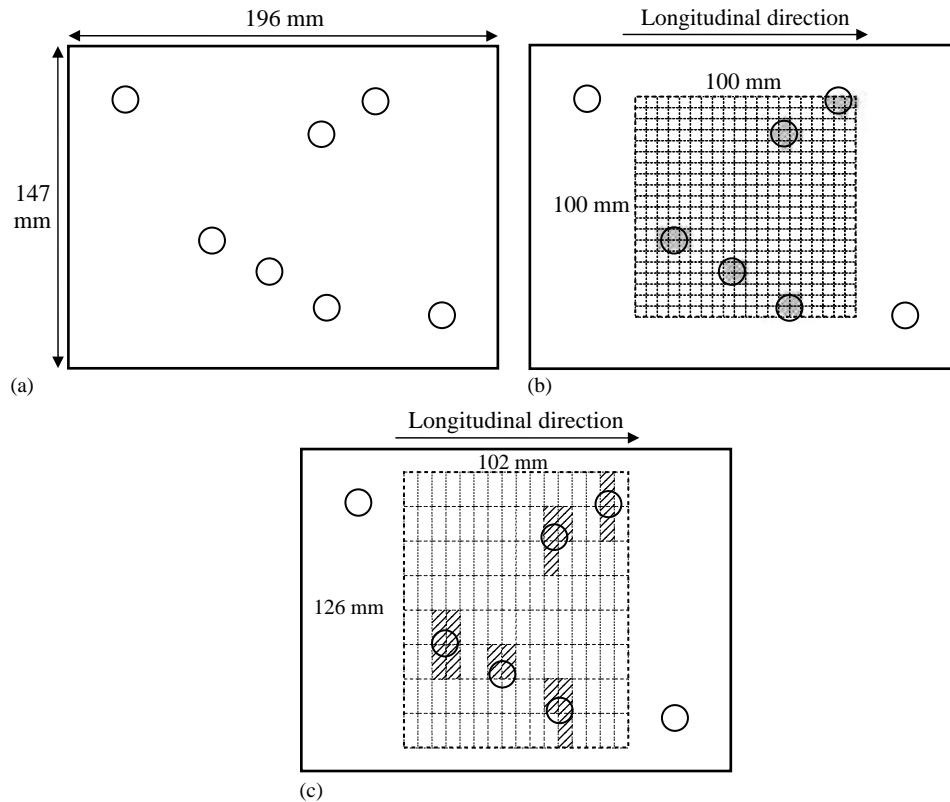 196 mm
147
mm
(a)
Longitudinal direction
100 mm
100 mm
(b)
Longitudinal direction
102 mm
126 mm
(c)